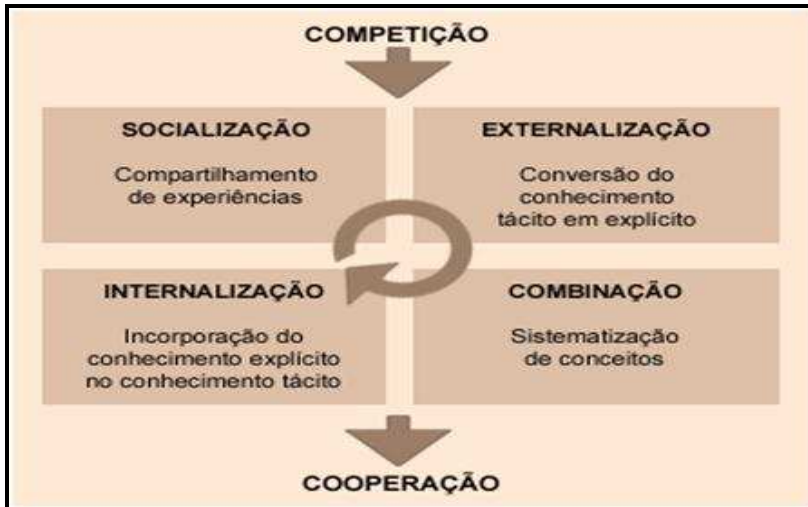 COMPETIÇÃO
SOCIALIZAÇÃO
Compartilhamento
de experiências
EXTERNALIZAÇÃO
Conversão do
conhecimento
tácito em explícito
INTERNALIZAÇÃO
Incorporação do
conhecimento explícito
no conhecimento tácito
COMBINAÇÃO
Sistematização
de conceitos
COOPERAÇÃO